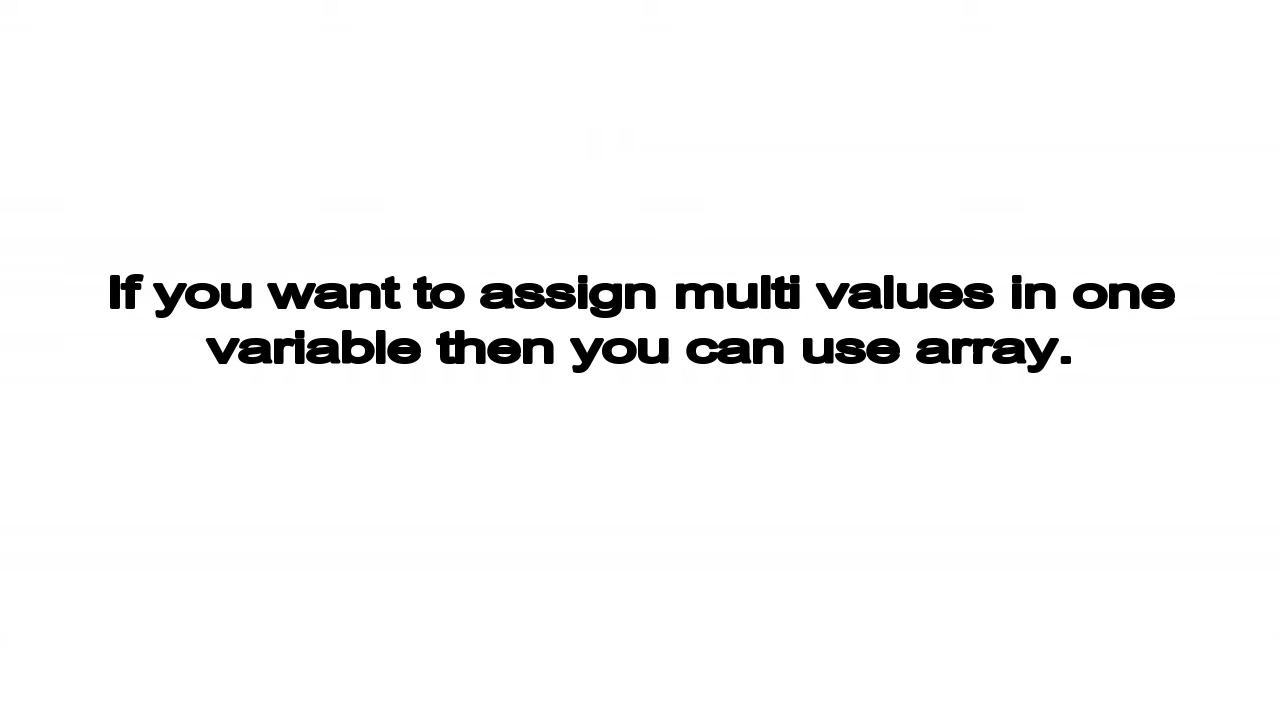 If you want to assign multi values in one
variable then you can use array.